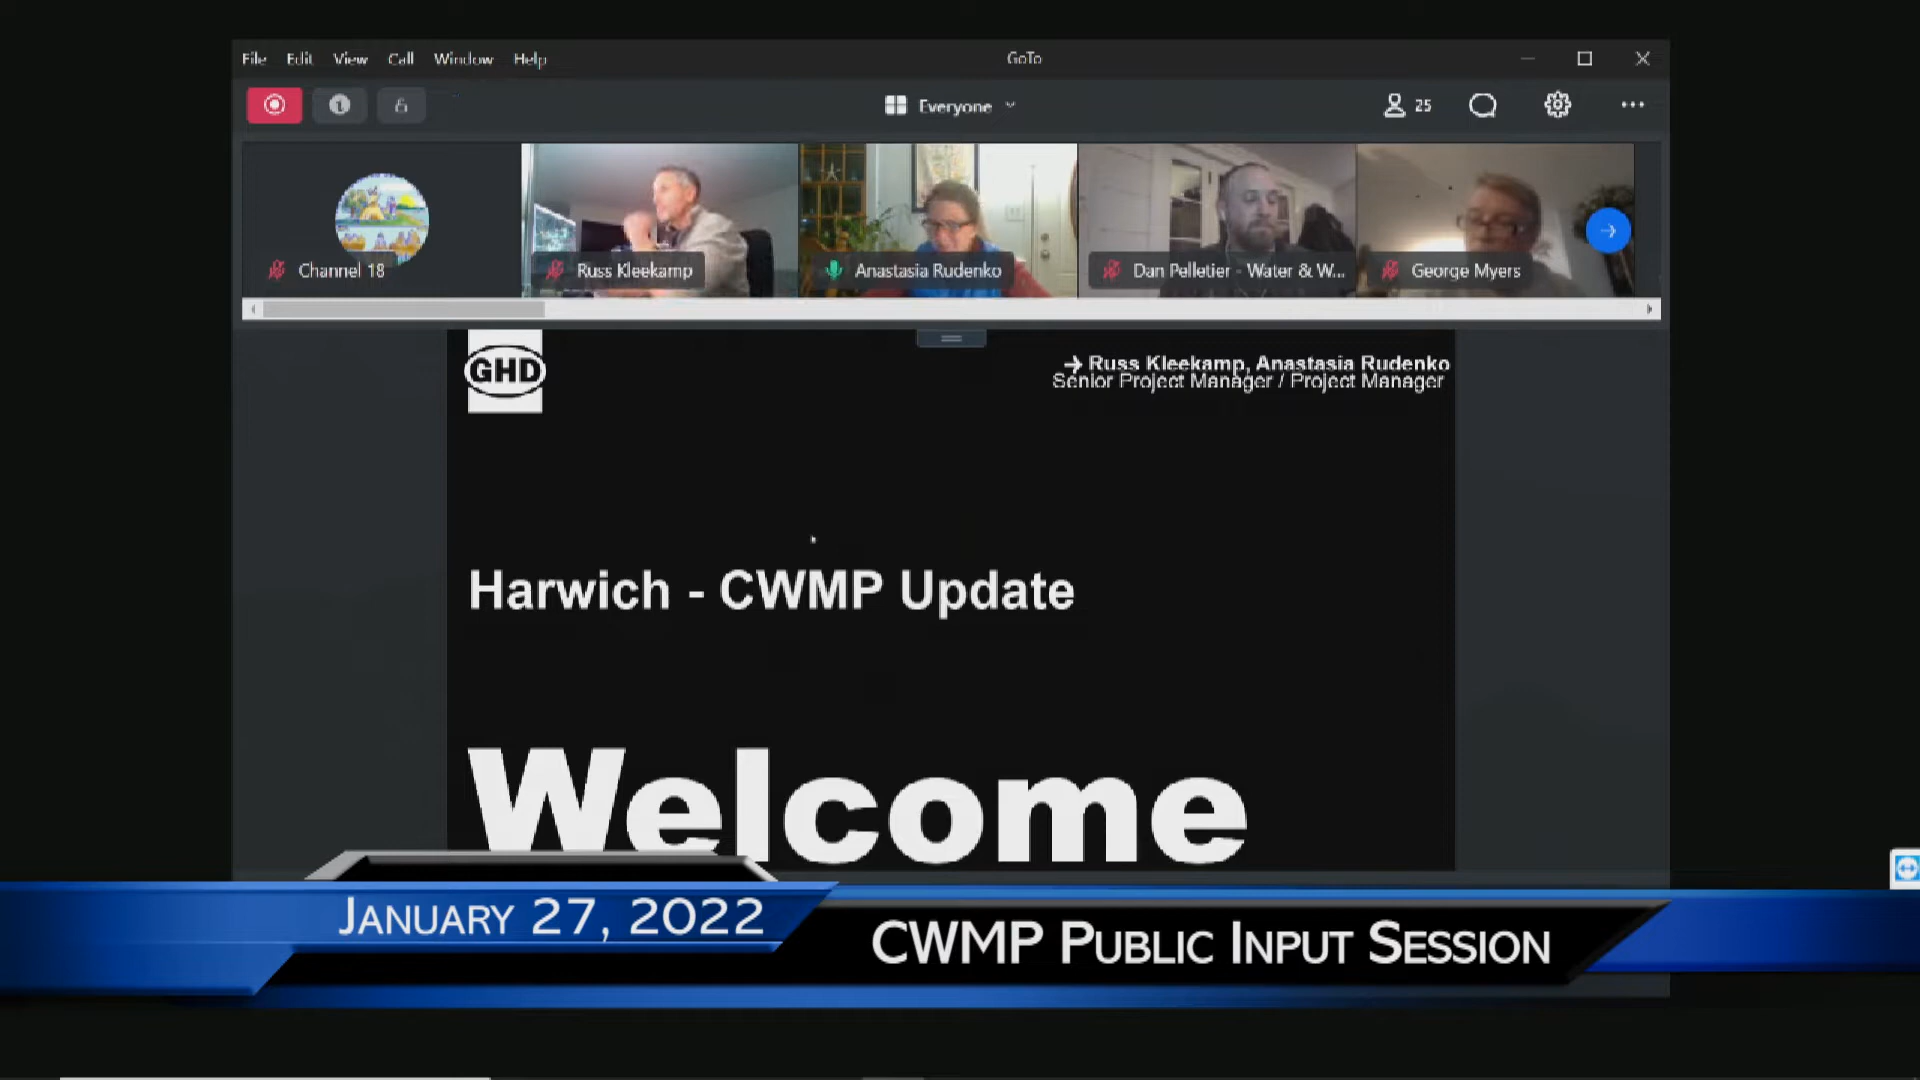 File Edit View Call Window Help
GoTo
Everyone
25
Channel 18
Russ Kleekamp
Anastasia Rudenko
Dan Pelletier - Water & W...
George Myers
GHD
→ Russ Kleekamp, Anastasia Rudenko
Senior Project Manager / Project Manager
Harwich - CWMP Update
Welcome
January 27, 2022
CWMP Public Input Session